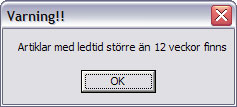 Varning!!
Artiklar med ledtid större än 12 veckor finns
OK